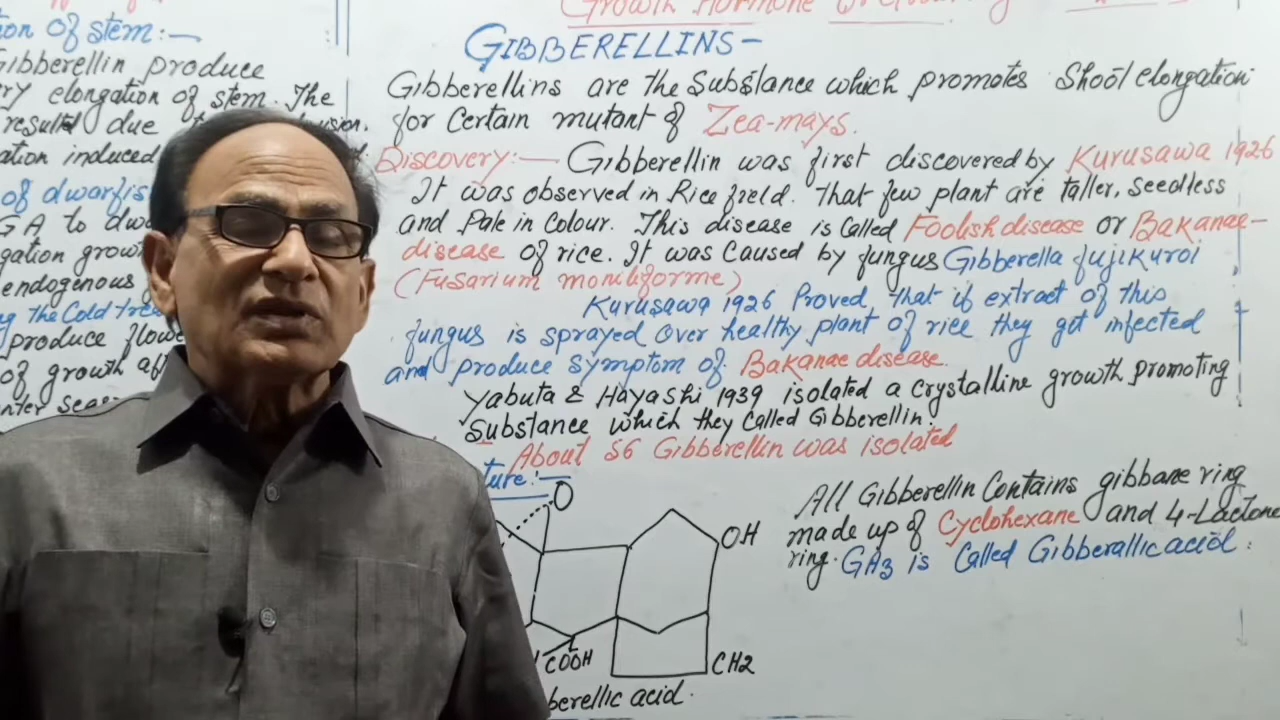 Growth Hormone
on of stem:—
Gibberellin produce
ry elongation of stem. The
result due
ation induced
of dwarfis
GA to dw
gation grow
endogenous
ng the Cold tre
produce flow
of growth af
nter seas
GIBBERELLINS—
Gibberellins are the Substance which promotes Shoot elongation
for Certain mutant of Zea-mays.
Discovery:— Gibberellin was first discovered by Kurusawa 1926
It was observed in Rice field. That few plant are taller, Seedless
and Pale in Colour. This disease is Called Foolish disease or Bakanae-
disease of rice. It was Caused by fungus Gibberella fujikuroi
(Fusarium moniliforme)
Kurusawa 1926 Proved that if extract of this
fungus is sprayed over healthy plant of rice they got infected
and produce Symptom of Bakanae disease.
Yabuta & Hayashi 1939 isolated a crystalline growth promoting
Substance which they Called Gibberellin.
About 56 Gibberellin was isolated
ture:—
O
OH
COOH
CH2
berellic acid.
All Gibberellin Contains gibbane ring
made up of Cyclohexane and 4-Lactone
ring. GA3 is Called Gibberallic acid.